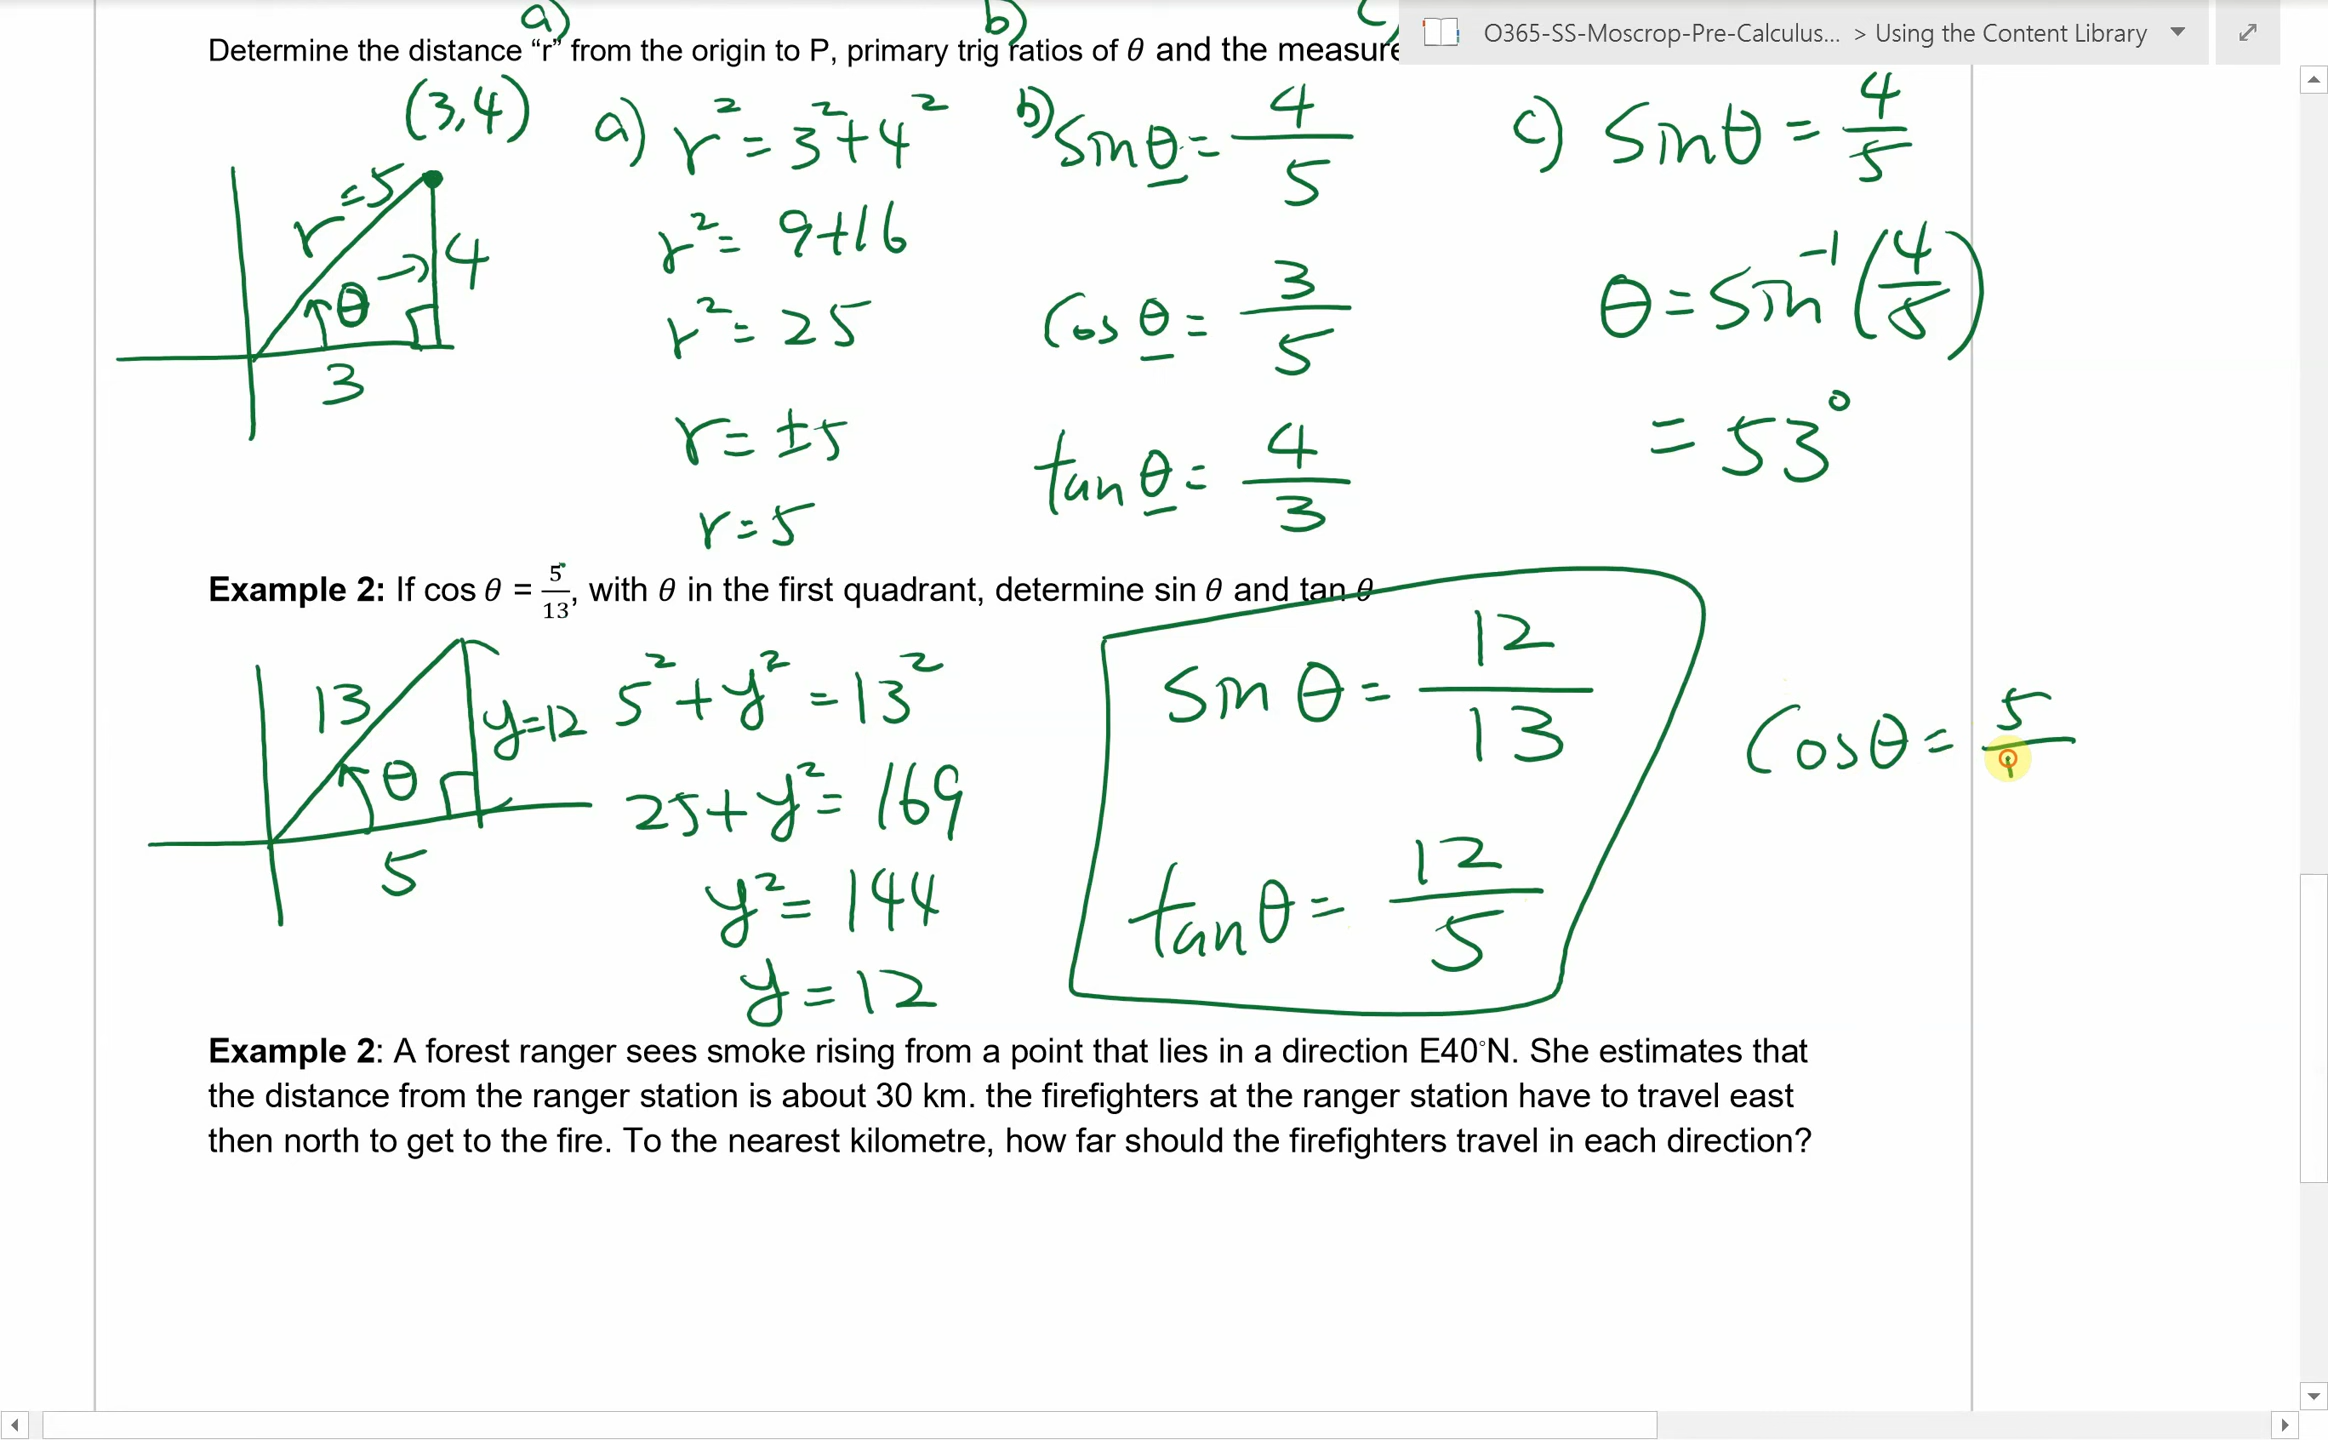 a) b) c)
O365-SS-Moscrop-Pre-Calculus... > Using the Content Library
Determine the distance “r” from the origin to P, primary trig ratios of θ and the measure
(3,4)
r=5
θ
4
3
a) r² = 3² + 4²
r² = 9+16
r² = 25
r = ±5
r = 5
b) sin θ = 4/5
cos θ = 3/5
tan θ = 4/3
c) sin θ = 4/5
θ = sin⁻¹(4/5)
= 53°
Example 2: If cos θ = 5/13, with θ in the first quadrant, determine sin θ and tan θ
13
θ
y=12
5
5² + y² = 13²
25 + y² = 169
y² = 144
y = 12
sin θ = 12/13
tan θ = 12/5
cos θ = 5/
Example 2: A forest ranger sees smoke rising from a point that lies in a direction E40°N. She estimates that
the distance from the ranger station is about 30 km. the firefighters at the ranger station have to travel east
then north to get to the fire. To the nearest kilometre, how far should the firefighters travel in each direction?